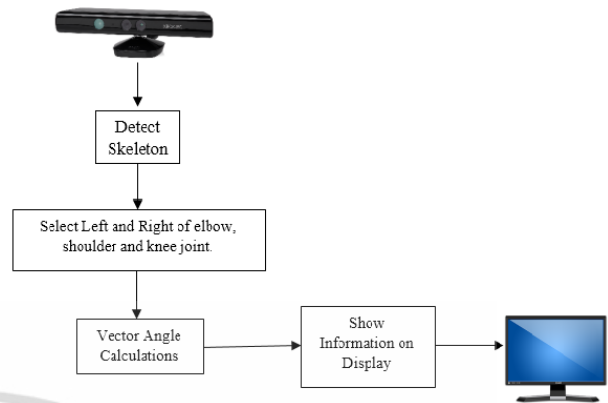 Detect
Skeleton
Select Left and Right of elbow,
shoulder and knee joint.
Vector Angle
Calculations
Show
Information on
Display